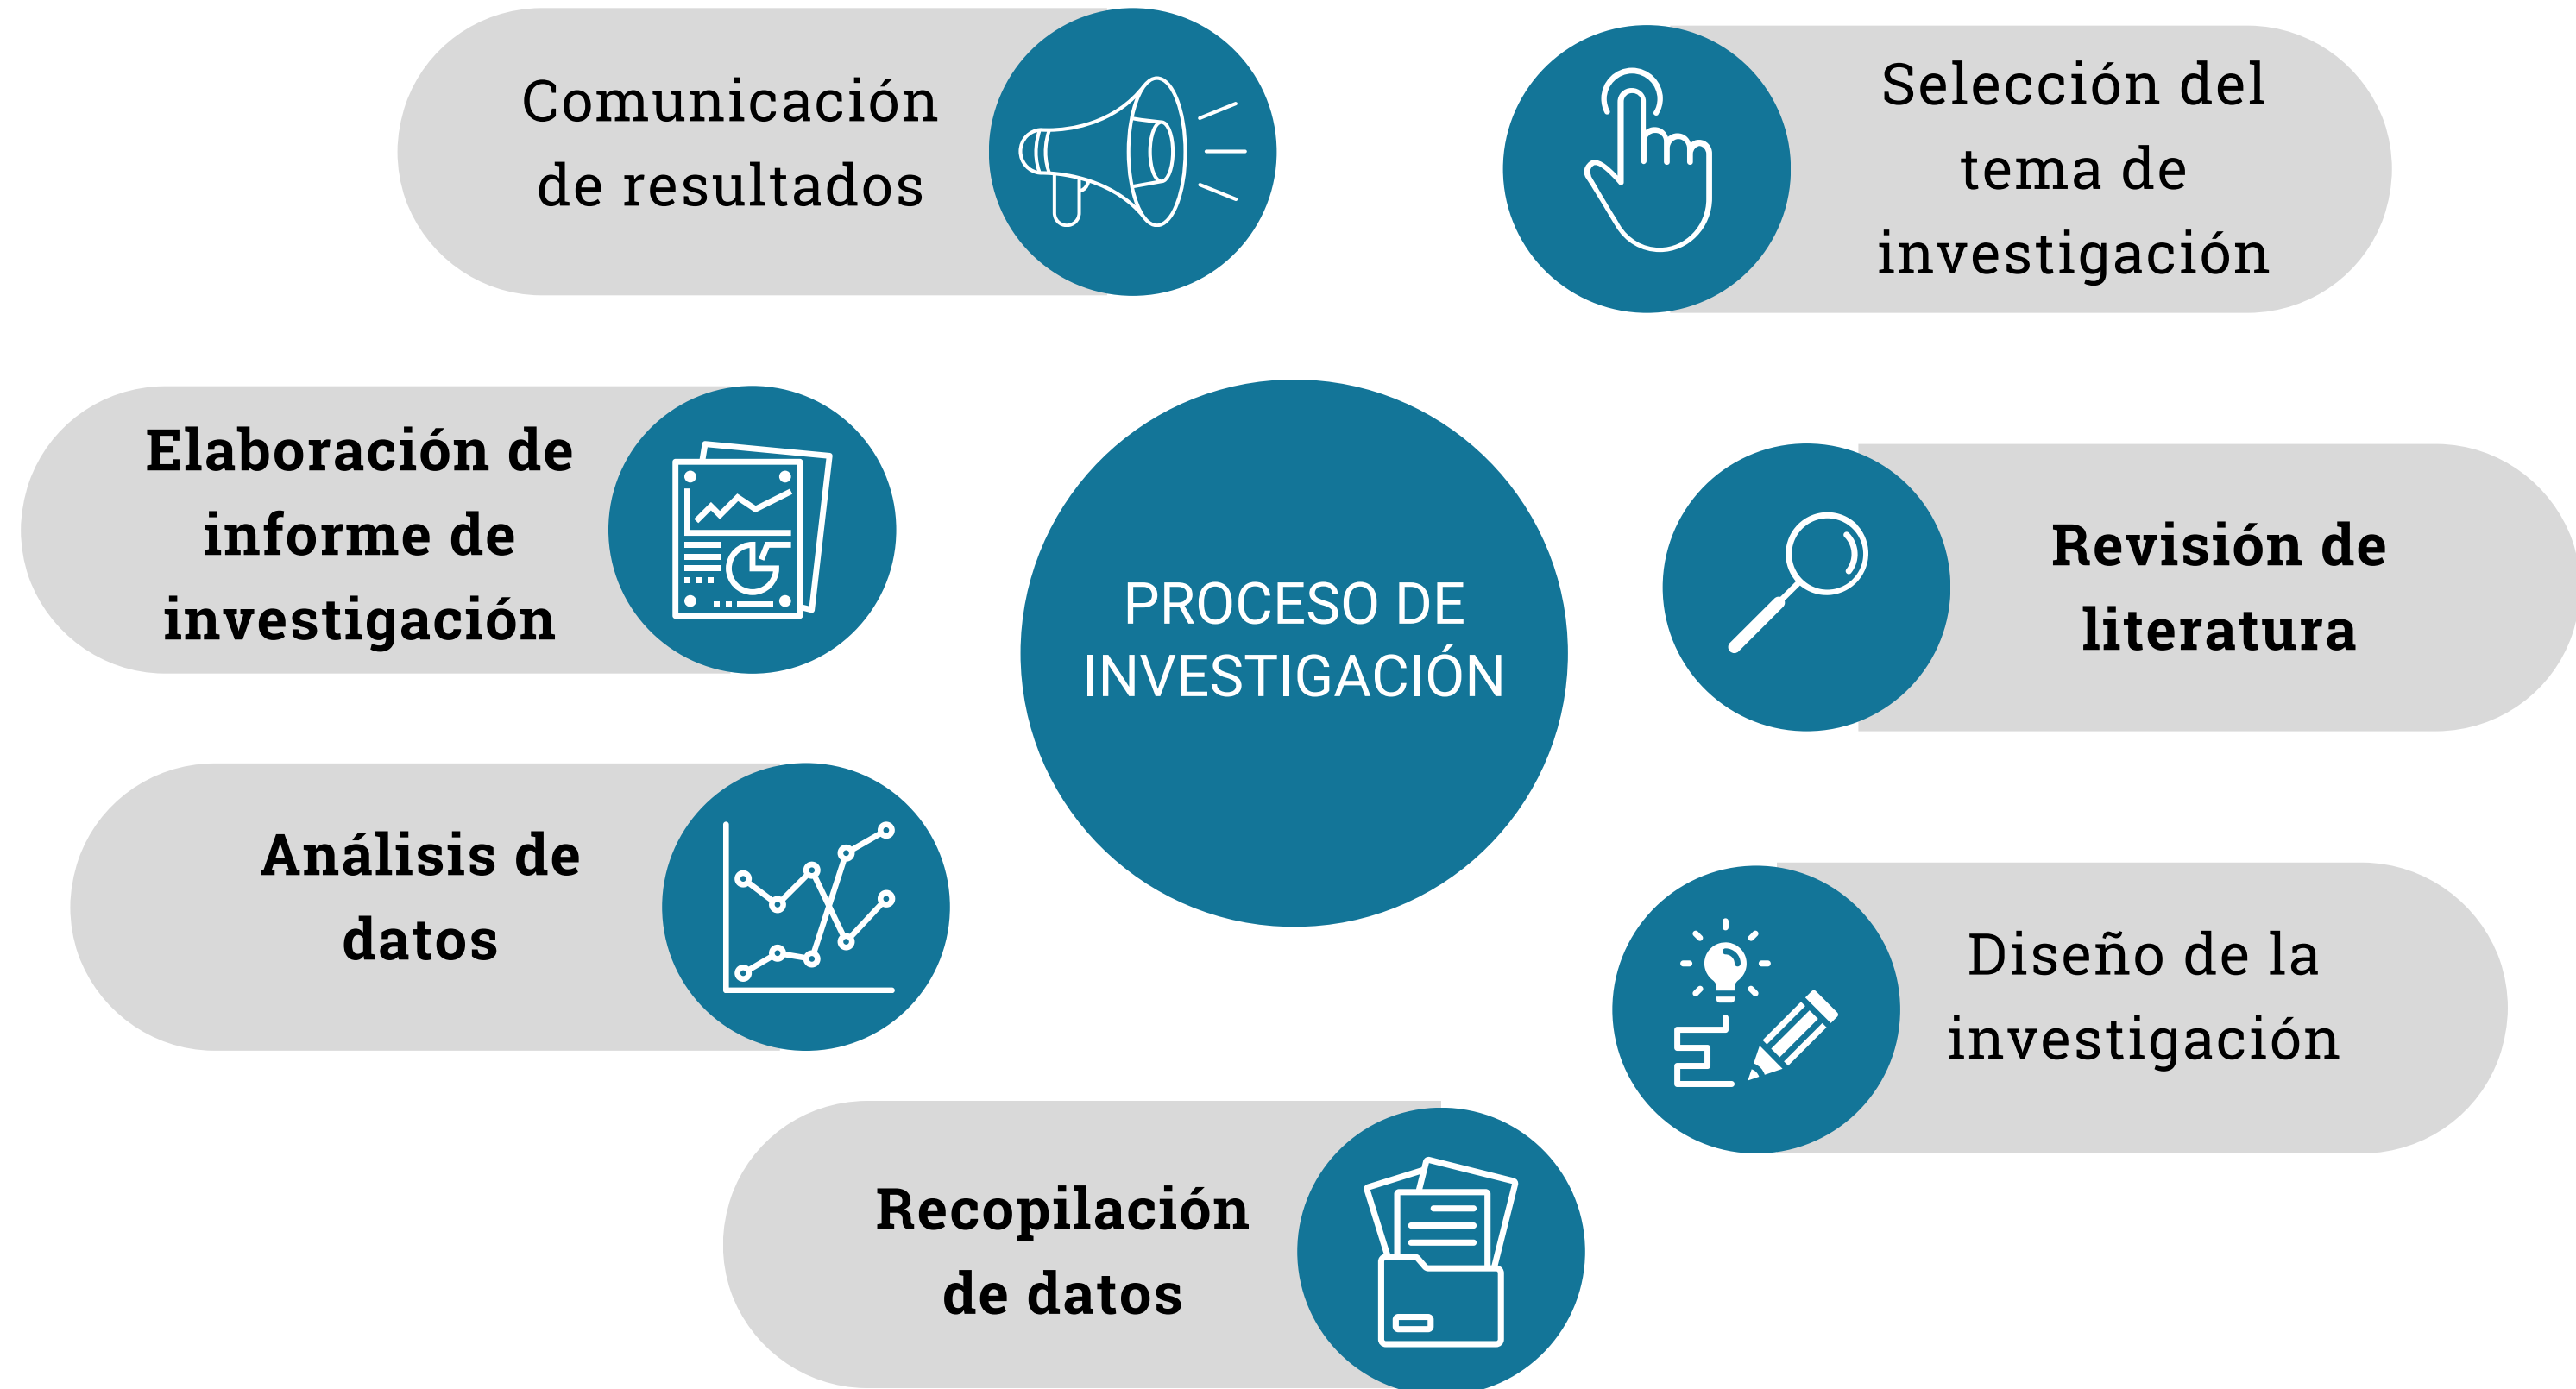 Comunicación
de resultados
Selección del
tema de
investigación
Elaboración de
informe de
investigación
PROCESO DE
INVESTIGACIÓN
Revisión de
literatura
Análisis de
datos
Diseño de la
investigación
Recopilación
de datos